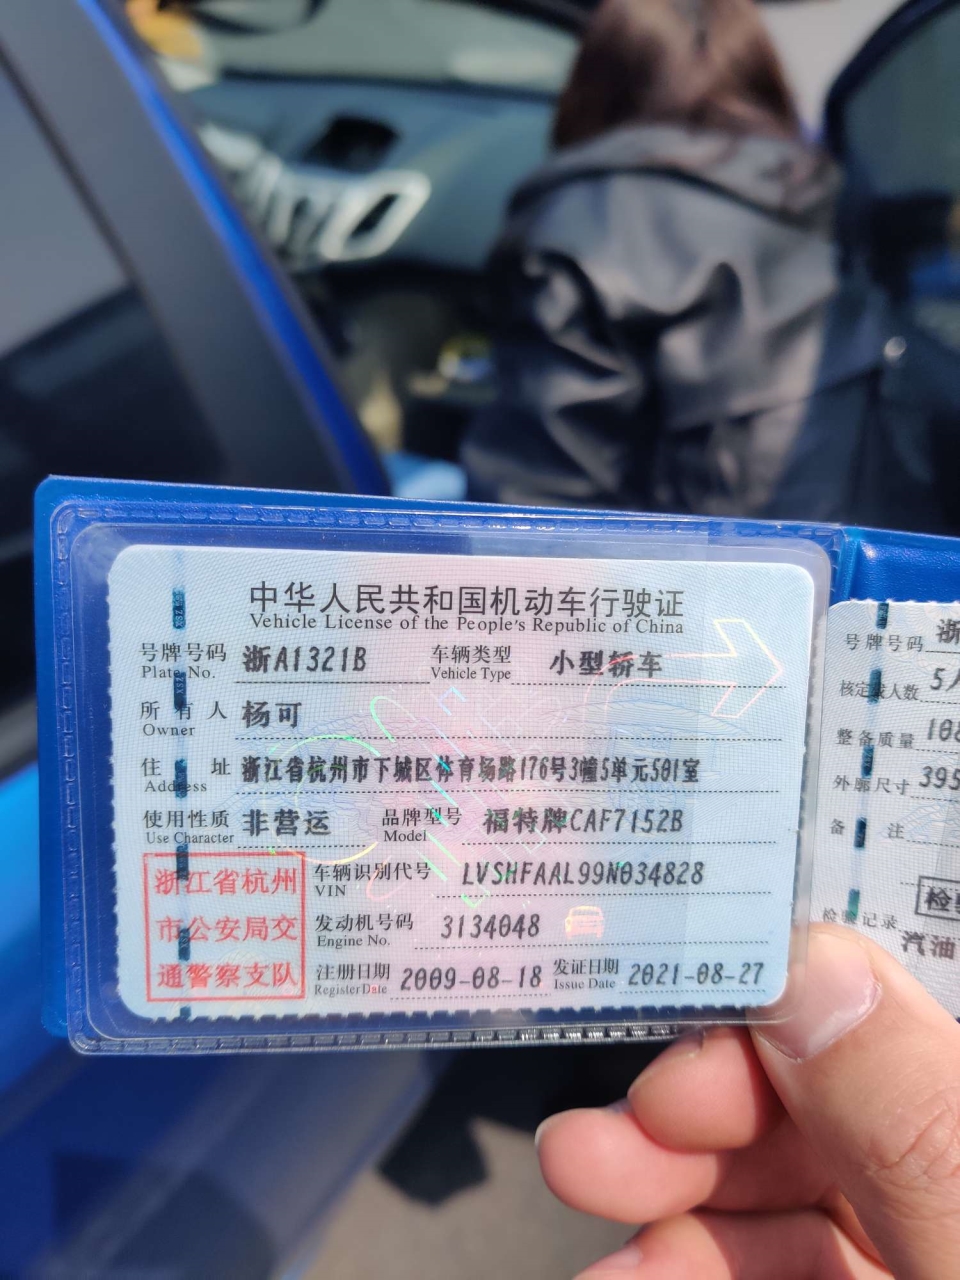 中华人民共和国机动车行驶证
Vehicle License of the People's Republic of China
号牌号码 浙A1321B 车辆类型 小型轿车
Plate No. Vehicle Type
所有人 杨可
Owner
住址 浙江省杭州市下城区体育场路176号3幢5单元501室
Address
使用性质 非营运 品牌型号 福特牌CAF7152B
Use Character Model
浙江省杭州
市公安局交
通警察支队
车辆识别代号 LVSHFAAL99N034828
VIN
发动机号码 3134048
Engine No.
注册日期 2009-08-18 发证日期 2021-08-27
Register Date Issue Date
号牌号码 浙
核定载人数 5人
整备质量 108
外廓尺寸 395
备注
检验记录
汽油